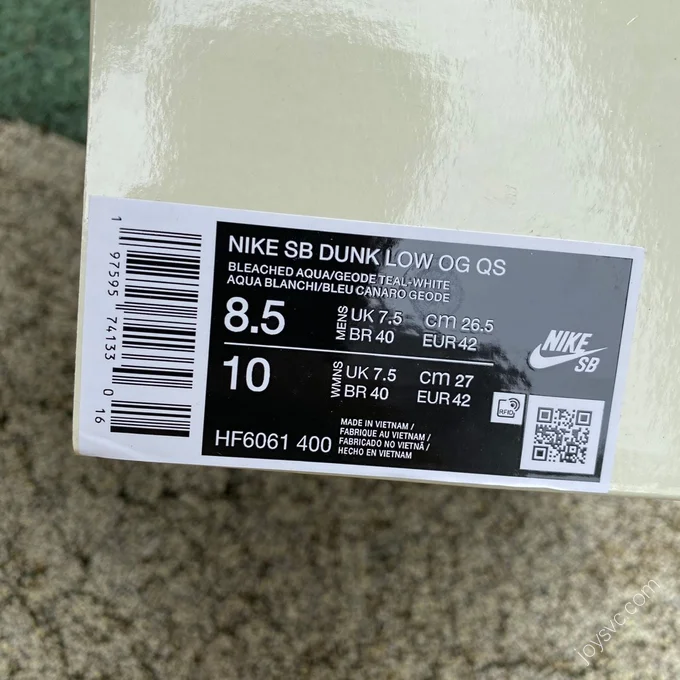 NIKE SB DUNK LOW OG QS
BLEACHED AQUA/GEODE TEAL-WHITE
AQUA BLANCHI/BLEU CANARO GEODE
8.5 MENS UK 7.5 CM 26.5
BR 40 EUR 42
10 WMNS UK 7.5 CM 27
BR 40 EUR 42
HF6061 400
MADE IN VIETNAM /
FABRIQUE AU VIETNAM /
FABRICADO NO VIETNÃ /
HECHO EN VIETNAM
NIKE
SB
RFID
1 97595 74133 0 16
joysvc.com